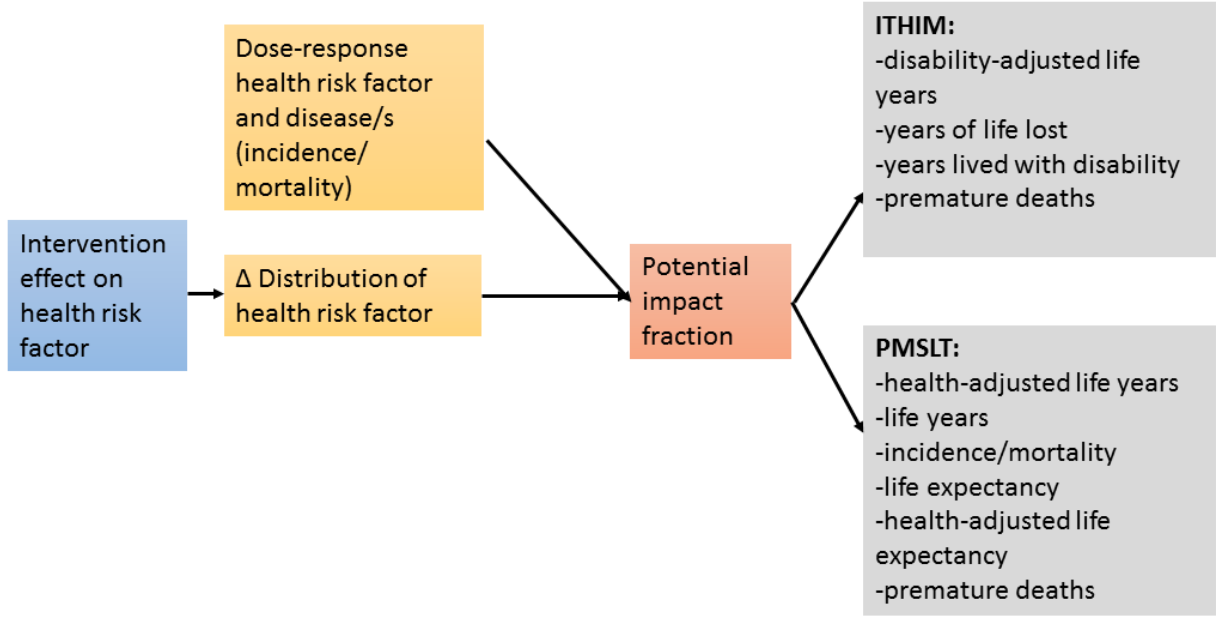 Dose-response
health risk factor
and disease/s
(incidence/
mortality)
Intervention
effect on
health risk
factor
Δ Distribution of
health risk factor
Potential
impact
fraction
ITHIM:
-disability-adjusted life
years
-years of life lost
-years lived with disability
-premature deaths
PMSLT:
-health-adjusted life years
-life years
-incidence/mortality
-life expectancy
-health-adjusted life
expectancy
-premature deaths